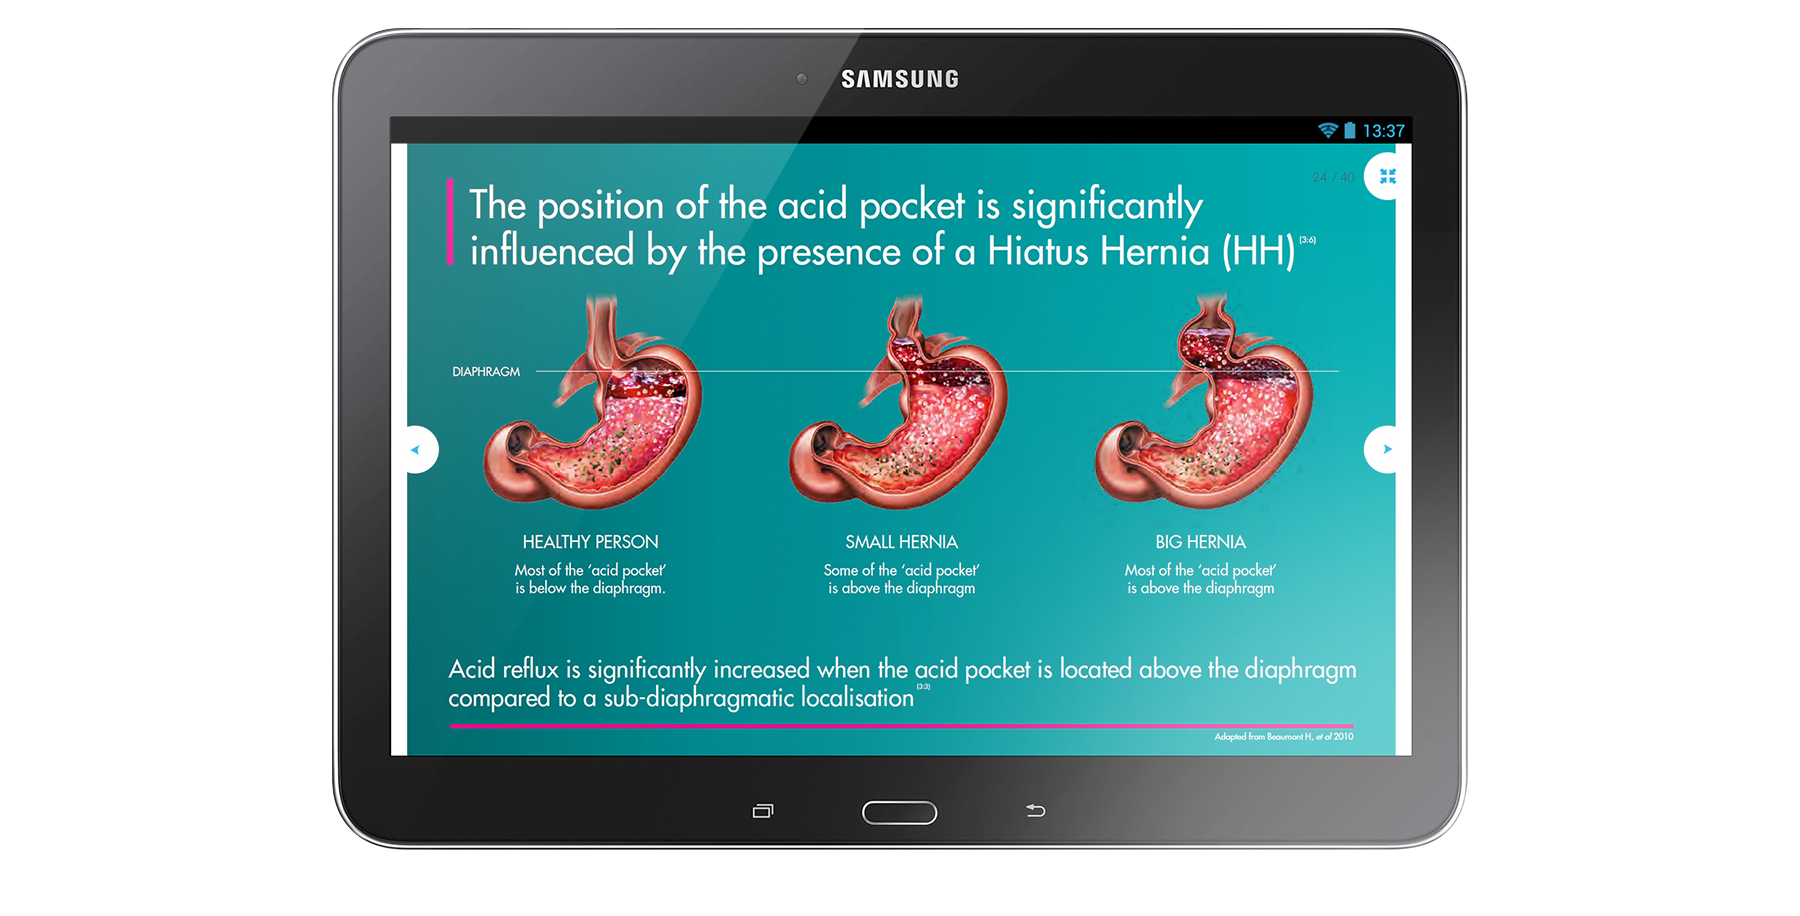 SAMSUNG
13:37
24 / 40
The position of the acid pocket is significantly
influenced by the presence of a Hiatus Hernia (HH) (3:6)
DIAPHRAGM
HEALTHY PERSON
Most of the ‘acid pocket’
is below the diaphragm.
SMALL HERNIA
Some of the ‘acid pocket’
is above the diaphragm
BIG HERNIA
Most of the ‘acid pocket’
is above the diaphragm
Acid reflux is significantly increased when the acid pocket is located above the diaphragm
compared to a sub-diaphragmatic localisation (3:3)
Adapted from Beaumont H, et al 2010